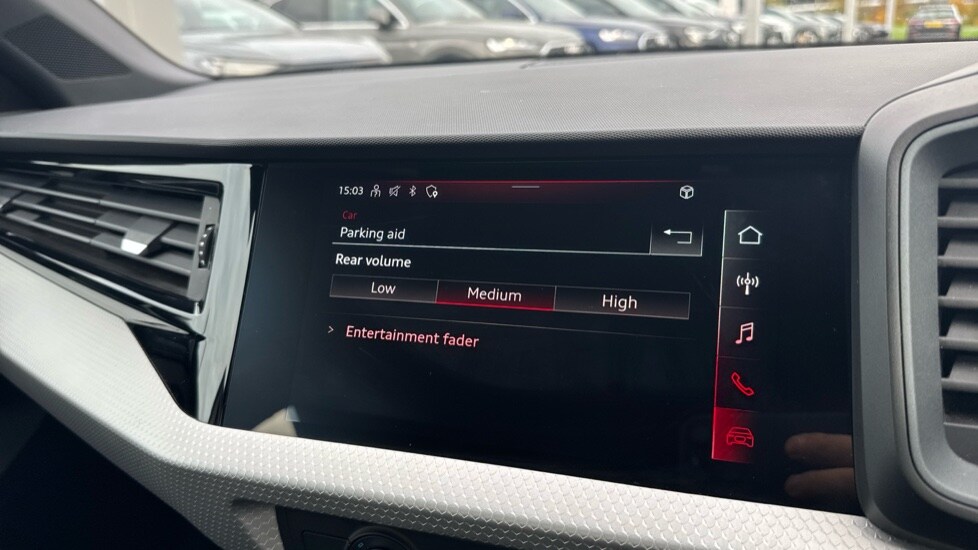 15:03
Car
Parking aid
Rear volume
Low Medium High
> Entertainment fader